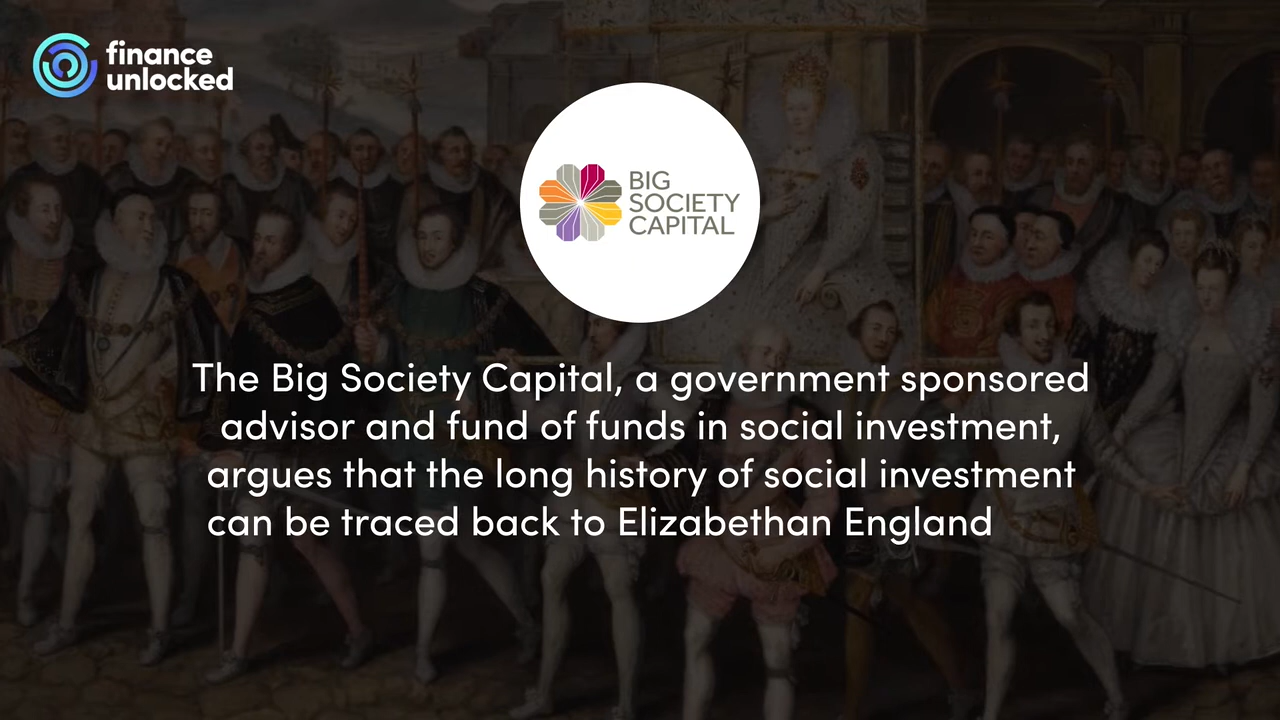 finance
unlocked
BIG
SOCIETY
CAPITAL
The Big Society Capital, a government sponsored
advisor and fund of funds in social investment,
argues that the long history of social investment
can be traced back to Elizabethan England